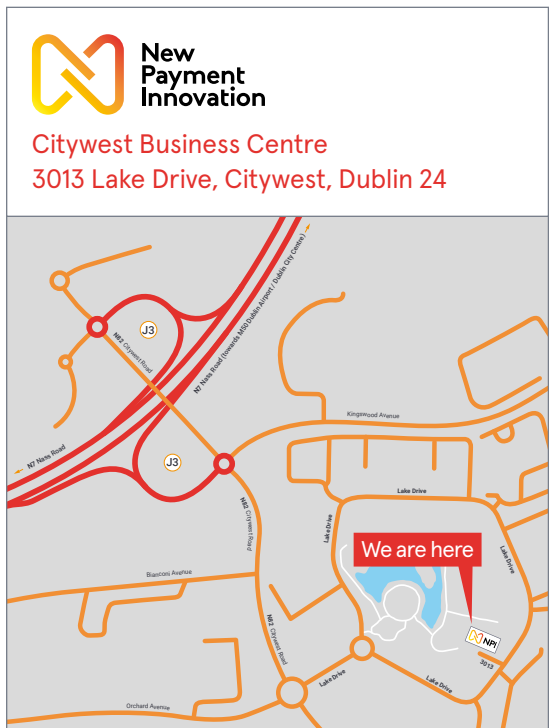 New
Payment
Innovation
Citywest Business Centre
3013 Lake Drive, Citywest, Dublin 24
N7 Naas Road (towards M50 Dublin Airport / Dublin City Centre)
J3
N82 Citywest Road
N7 Naas Road
J3
Kingswood Avenue
Lake Drive
Lake Drive
N82 Citywest Road
We are here
Lake Drive
Biancois Avenue
N82 Citywest Road
NPI
3013
Lake Drive
Lake Drive
Orchard Avenue